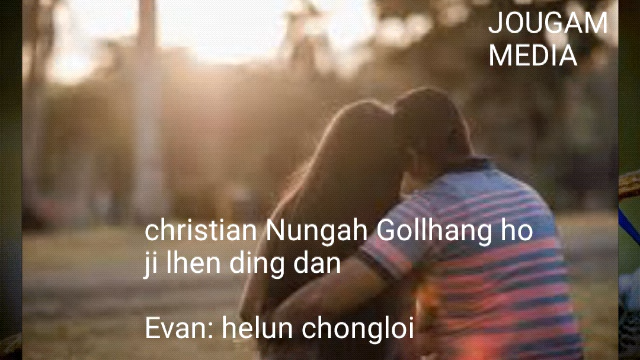 JOUGAM
MEDIA
christian Nungah Gollhang ho
ji lhen ding dan
Evan: helun chongloi